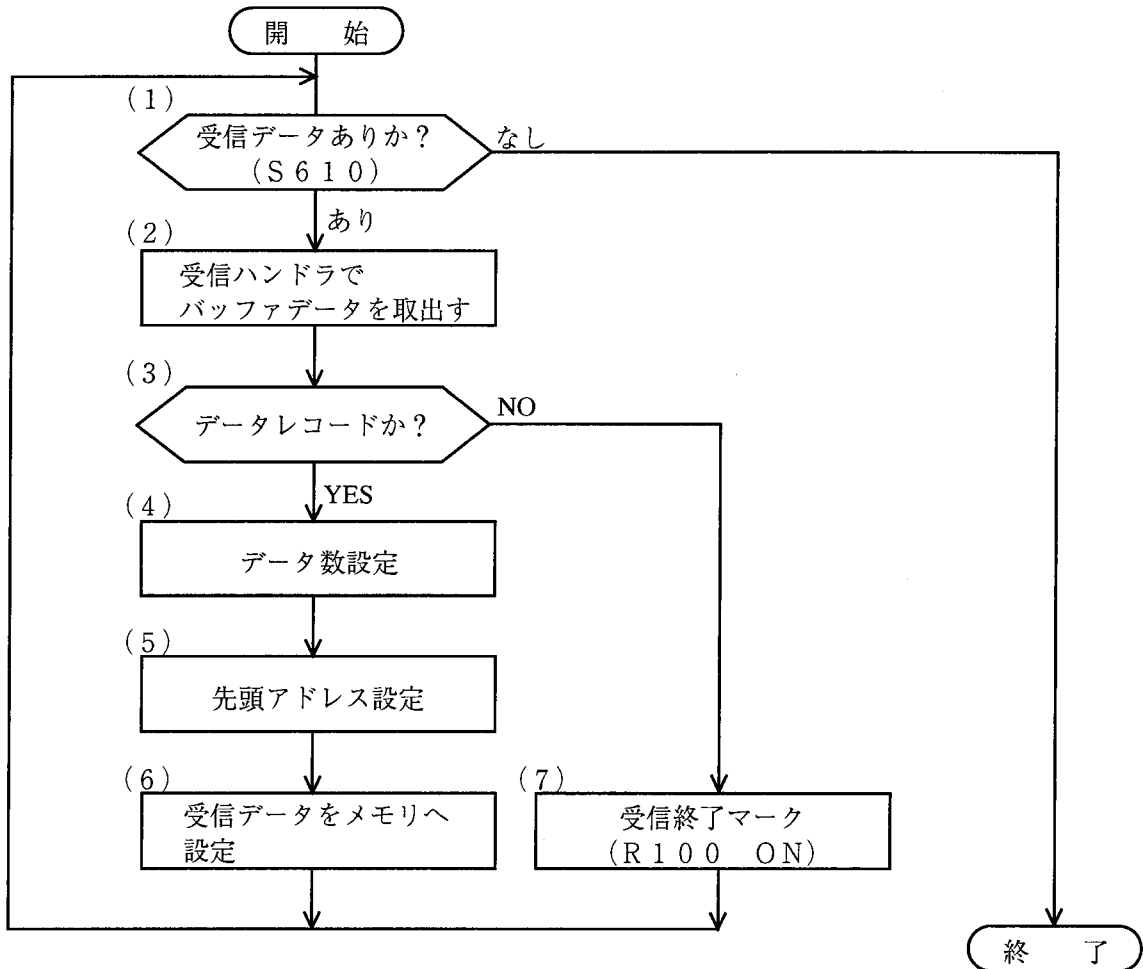 開 始
(1)
受信データありか?
(S610)
なし
あり
(2)
受信ハンドラで
バッファデータを取出す
(3)
データレコードか?
NO
YES
(4)
データ数設定
(5)
先頭アドレス設定
(6)
受信データをメモリへ
設定
(7)
受信終了マーク
(R100 ON)
終 了